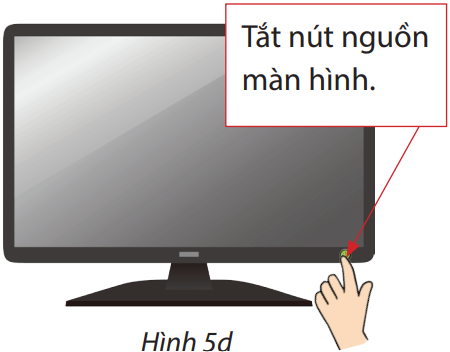 Tắt nút nguồn
màn hình.
Hình 5d